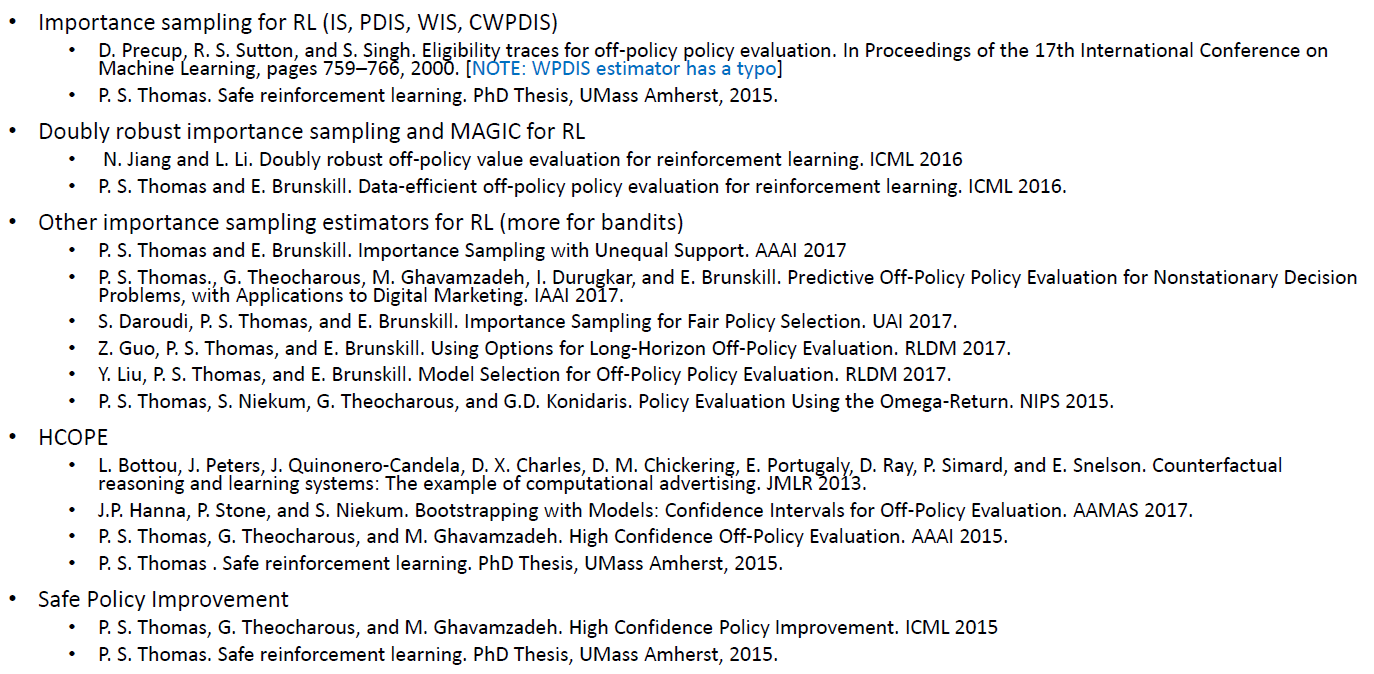 • Importance sampling for RL (IS, PDIS, WIS, CWPDIS)
• D. Precup, R. S. Sutton, and S. Singh. Eligibility traces for off-policy policy evaluation. In Proceedings of the 17th International Conference on
Machine Learning, pages 759–766, 2000. [NOTE: WPDIS estimator has a typo]
• P. S. Thomas. Safe reinforcement learning. PhD Thesis, UMass Amherst, 2015.
• Doubly robust importance sampling and MAGIC for RL
• N. Jiang and L. Li. Doubly robust off-policy value evaluation for reinforcement learning. ICML 2016
• P. S. Thomas and E. Brunskill. Data-efficient off-policy policy evaluation for reinforcement learning. ICML 2016.
• Other importance sampling estimators for RL (more for bandits)
• P. S. Thomas and E. Brunskill. Importance Sampling with Unequal Support. AAAI 2017
• P. S. Thomas., G. Theocharous, M. Ghavamzadeh, I. Durugkar, and E. Brunskill. Predictive Off-Policy Policy Evaluation for Nonstationary Decision
Problems, with Applications to Digital Marketing. IAAI 2017.
• S. Daroudi, P. S. Thomas, and E. Brunskill. Importance Sampling for Fair Policy Selection. UAI 2017.
• Z. Guo, P. S. Thomas, and E. Brunskill. Using Options for Long-Horizon Off-Policy Evaluation. RLDM 2017.
• Y. Liu, P. S. Thomas, and E. Brunskill. Model Selection for Off-Policy Policy Evaluation. RLDM 2017.
• P. S. Thomas, S. Niekum, G. Theocharous, and G.D. Konidaris. Policy Evaluation Using the Omega-Return. NIPS 2015.
• HCOPE
• L. Bottou, J. Peters, J. Quinonero-Candela, D. X. Charles, D. M. Chickering, E. Portugaly, D. Ray, P. Simard, and E. Snelson. Counterfactual
reasoning and learning systems: The example of computational advertising. JMLR 2013.
• J.P. Hanna, P. Stone, and S. Niekum. Bootstrapping with Models: Confidence Intervals for Off-Policy Evaluation. AAMAS 2017.
• P. S. Thomas, G. Theocharous, and M. Ghavamzadeh. High Confidence Off-Policy Evaluation. AAAI 2015.
• P. S. Thomas . Safe reinforcement learning. PhD Thesis, UMass Amherst, 2015.
• Safe Policy Improvement
• P. S. Thomas, G. Theocharous, and M. Ghavamzadeh. High Confidence Policy Improvement. ICML 2015
• P. S. Thomas. Safe reinforcement learning. PhD Thesis, UMass Amherst, 2015.